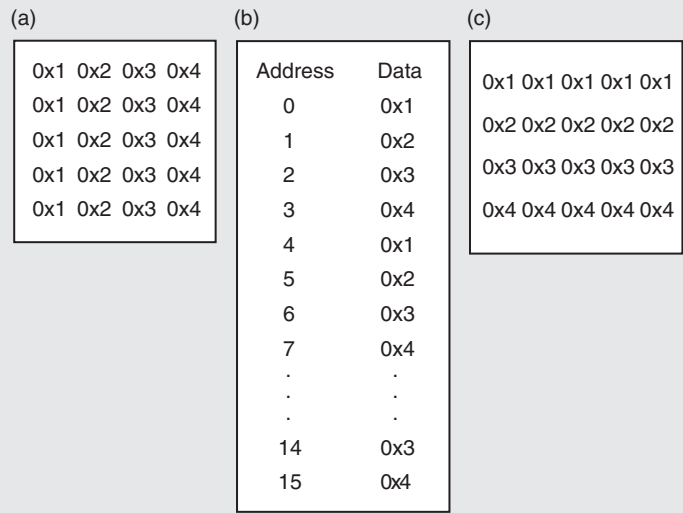 (a)
0x1 0x2 0x3 0x4
0x1 0x2 0x3 0x4
0x1 0x2 0x3 0x4
0x1 0x2 0x3 0x4
0x1 0x2 0x3 0x4
(b)
Address Data
0 0x1
1 0x2
2 0x3
3 0x4
4 0x1
5 0x2
6 0x3
7 0x4
. .
. .
. .
14 0x3
15 0x4
(c)
0x1 0x1 0x1 0x1 0x1
0x2 0x2 0x2 0x2 0x2
0x3 0x3 0x3 0x3 0x3
0x4 0x4 0x4 0x4 0x4